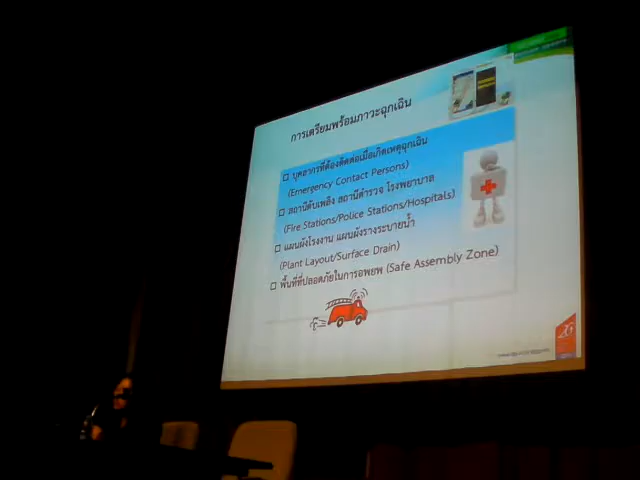 การเตรียมพร้อมภาวะฉุกเฉิน
บุคลากรที่ต้องติดต่อเมื่อเกิดเหตุฉุกเฉิน
(Emergency Contact Persons)
สถานีดับเพลิง สถานีตำรวจ โรงพยาบาล
(Fire Stations/Police Stations/Hospitals)
แผนผังโรงงาน แผนผังรางระบายน้ำ
(Plant Layout/Surface Drain)
พื้นที่ที่ปลอดภัยในการอพยพ (Safe Assembly Zone)